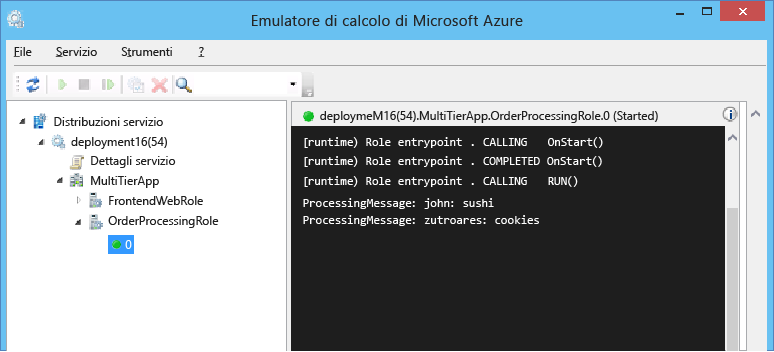 Emulatore di calcolo di Microsoft Azure
File Servizio Strumenti ?
Distribuzioni servizio
deployment16(54)
Dettagli servizio
MultiTierApp
FrontendWebRole
OrderProcessingRole
0
deploymeM16(54).MultiTierApp.OrderProcessingRole.0 (Started)
[runtime) Role entrypoint . CALLING OnStart()
[runtime) Role entrypoint . COMPLETED OnStart()
[runtime) Role entrypoint . CALLING RUN()
ProcessingMessage: john: sushi
ProcessingMessage: zutroares: cookies